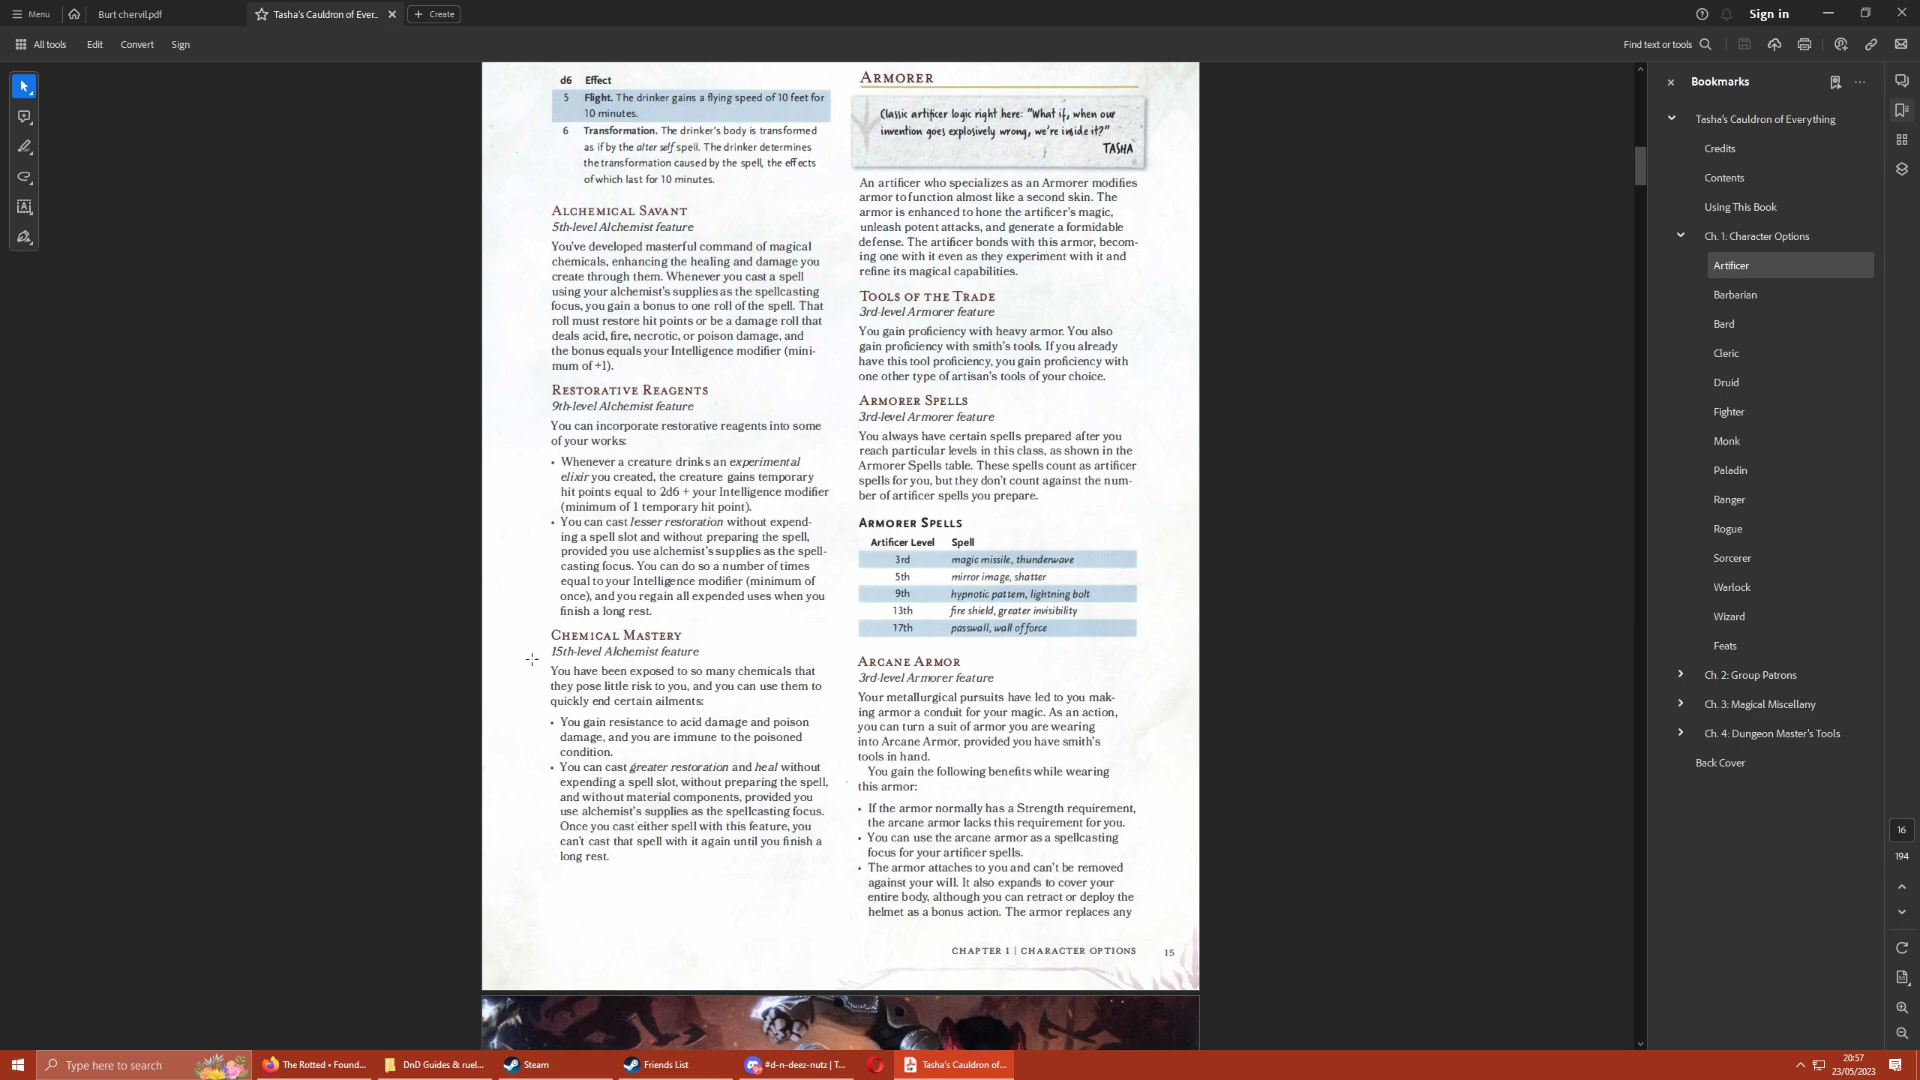 Menu
Burt chervil.pdf
Tasha's Cauldron of Ever...
Create
Sign in
All tools
Edit
Convert
Sign
Find text or tools
d6 Effect
5 Flight. The drinker gains a flying speed of 10 feet for
10 minutes.
6 Transformation. The drinker's body is transformed
as if by the alter self spell. The drinker determines
the transformation caused by the spell, the effects
of which last for 10 minutes.
ALCHEMICAL SAVANT
5th-level Alchemist feature
You've developed masterful command of magical
chemicals, enhancing the healing and damage you
create through them. Whenever you cast a spell
using your alchemist's supplies as the spellcasting
focus, you gain a bonus to one roll of the spell. That
roll must restore hit points or be a damage roll that
deals acid, fire, necrotic, or poison damage, and
the bonus equals your Intelligence modifier (mini-
mum of +1).
RESTORATIVE REAGENTS
9th-level Alchemist feature
You can incorporate restorative reagents into some
of your works:
• Whenever a creature drinks an experimental
elixir you created, the creature gains temporary
hit points equal to 2d6 + your Intelligence modifier
(minimum of 1 temporary hit point).
• You can cast lesser restoration without expend-
ing a spell slot and without preparing the spell,
provided you use alchemist's supplies as the spell-
casting focus. You can do so a number of times
equal to your Intelligence modifier (minimum of
once), and you regain all expended uses when you
finish a long rest.
CHEMICAL MASTERY
15th-level Alchemist feature
You have been exposed to so many chemicals that
they pose little risk to you, and you can use them to
quickly end certain ailments:
• You gain resistance to acid damage and poison
damage, and you are immune to the poisoned
condition.
• You can cast greater restoration and heal without
expending a spell slot, without preparing the spell,
and without material components, provided you
use alchemist's supplies as the spellcasting focus.
Once you cast either spell with this feature, you
can't cast that spell with it again until you finish a
long rest.
ARMORER
Classic artificer logic right here: "What if, when our
invention goes explosively wrong, we're inside it?"
TASHA
An artificer who specializes as an Armorer modifies
armor to function almost like a second skin. The
armor is enhanced to hone the artificer's magic,
unleash potent attacks, and generate a formidable
defense. The artificer bonds with this armor, becom-
ing one with it even as they experiment with it and
refine its magical capabilities.
TOOLS OF THE TRADE
3rd-level Armorer feature
You gain proficiency with heavy armor. You also
gain proficiency with smith's tools. If you already
have this tool proficiency, you gain proficiency with
one other type of artisan's tools of your choice.
ARMORER SPELLS
3rd-level Armorer feature
You always have certain spells prepared after you
reach particular levels in this class, as shown in the
Armorer Spells table. These spells count as artificer
spells for you, but they don't count against the num-
ber of artificer spells you prepare.
ARMORER SPELLS
Artificer Level Spell
3rd magic missile, thunderwave
5th mirror image, shatter
9th hypnotic pattern, lightning bolt
13th fire shield, greater invisibility
17th passwall, wall of force
ARCANE ARMOR
3rd-level Armorer feature
Your metallurgical pursuits have led to you mak-
ing armor a conduit for your magic. As an action,
you can turn a suit of armor you are wearing
into Arcane Armor, provided you have smith's
tools in hand.
You gain the following benefits while wearing
this armor:
• If the armor normally has a Strength requirement,
the arcane armor lacks this requirement for you.
• You can use the arcane armor as a spellcasting
focus for your artificer spells.
• The armor attaches to you and can't be removed
against your will. It also expands to cover your
entire body, although you can retract or deploy the
helmet as a bonus action. The armor replaces any
CHAPTER 1 | CHARACTER OPTIONS 15
Bookmarks
Tasha's Cauldron of Everything
Credits
Contents
Using This Book
Ch. 1: Character Options
Artificer
Barbarian
Bard
Cleric
Druid
Fighter
Monk
Paladin
Ranger
Rogue
Sorcerer
Warlock
Wizard
Feats
Ch. 2: Group Patrons
Ch. 3: Magical Miscellany
Ch. 4: Dungeon Master's Tools
Back Cover
16
194
Type here to search
The Rotted • Found...
DnD Guides & ruel...
Steam
Friends List
#d-n-deez-nutz | T...
Tasha's Cauldron of...
20:57
23/05/2023